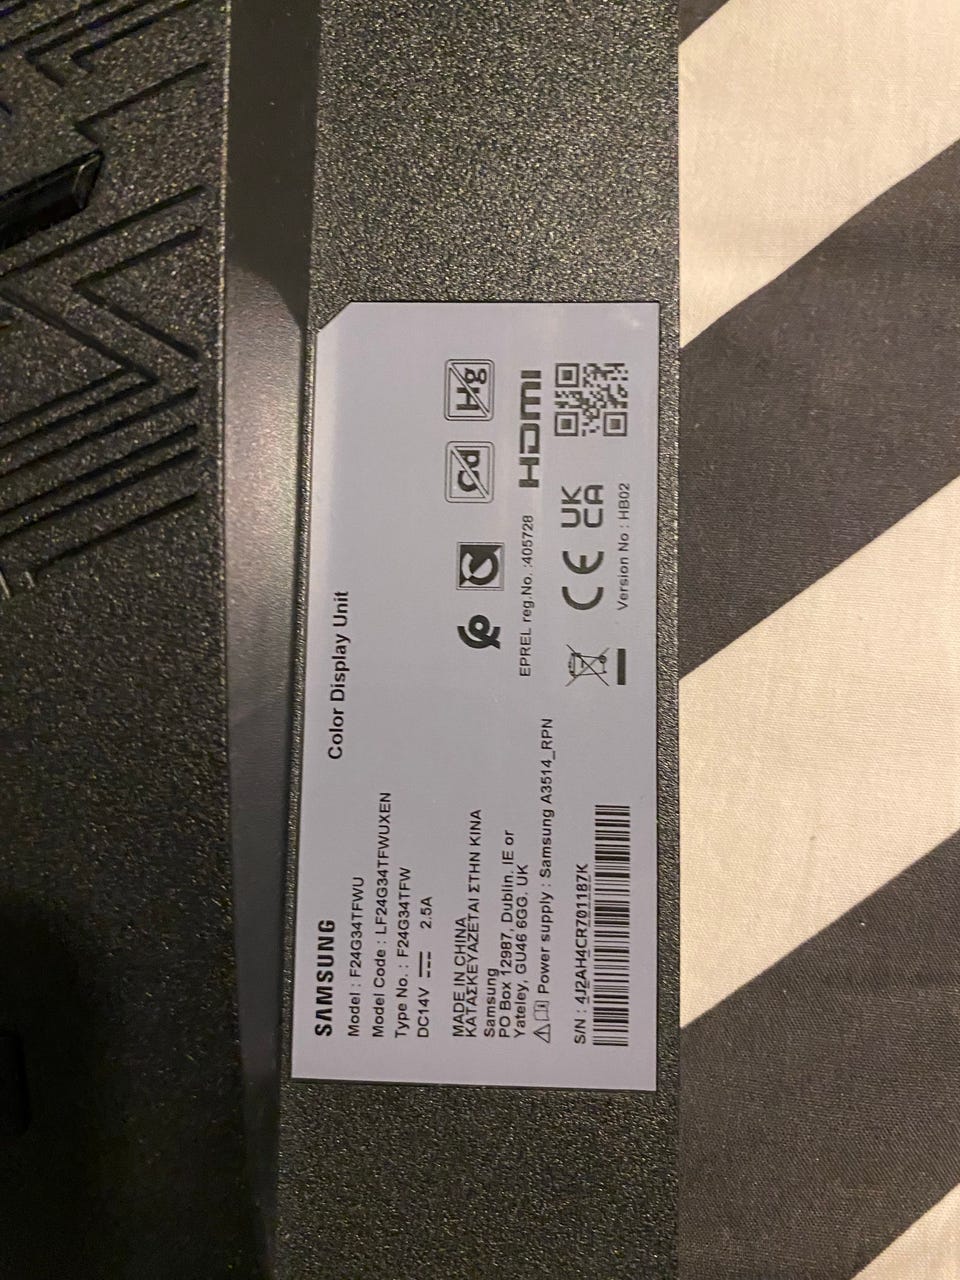 SAMSUNG
Color Display Unit
Model : F24G34TFWU
Model Code : LF24G34TFWUXEN
Type No. : F24G34TFW
DC14V 2.5A
MADE IN CHINA
ΚΑΤΑΣΚΕΥΑΖΕΤΑΙ ΣΤΗΝ ΚΙΝΑ
Samsung
PO Box 12987, Dublin. IE or
Yateley, GU46 6GG. UK
Power supply : Samsung A3514_RPN
S/N : 4J2AH4CR701187K
Cd Hg
EPREL reg.No. :405728
HDMI
CE UK
CA
Version No : HB02